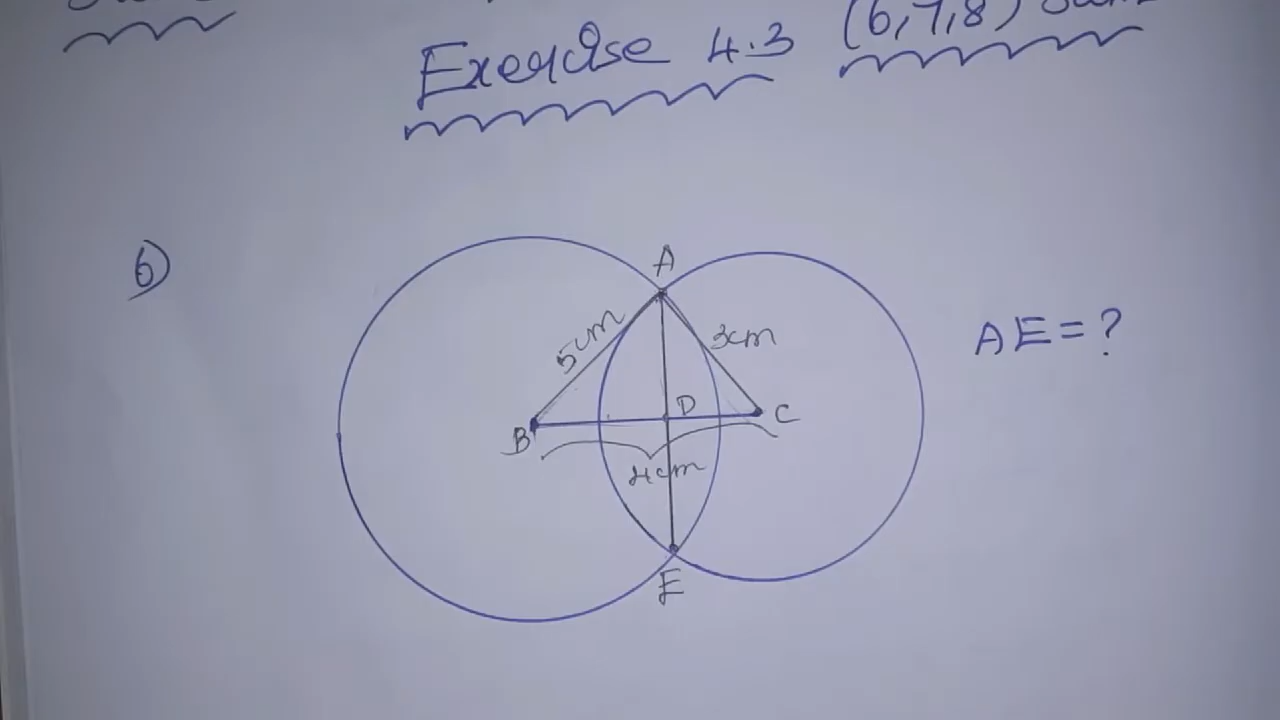 Exercise 4.3 (6,7,8)
6)
A
5cm
3cm
AE = ?
D
C
B
4cm
E